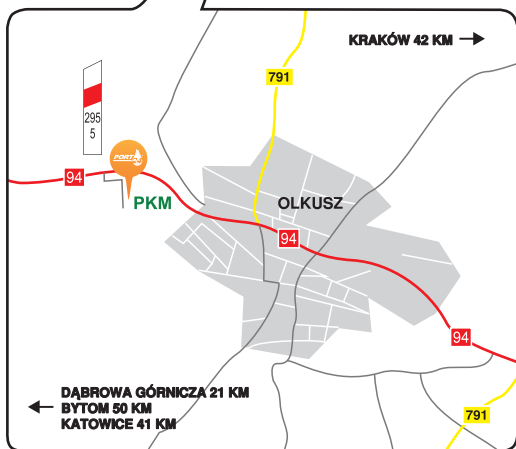 KRAKÓW 42 KM
791
295
5
PORTA
94
PKM
OLKUSZ
94
94
DĄBROWA GÓRNICZA 21 KM
BYTOM 50 KM
KATOWICE 41 KM
791